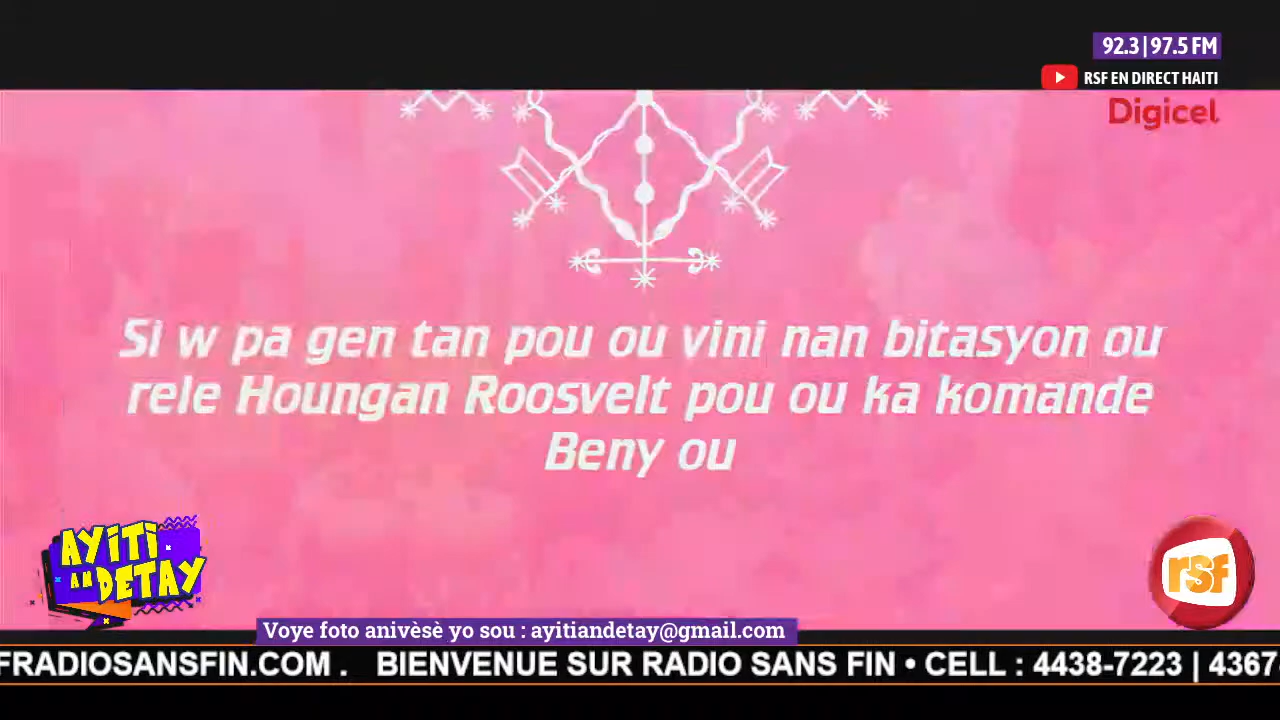 92.3|97.5 FM
RSF EN DIRECT HAITI
Digicel
Si w pa gen tan pou ou vini nan bitasyon ou
rele Houngan Roosvelt pou ou ka komande
Beny ou
AYiTi
AN DETAY
rsf
Voye foto anivèsè yo sou : ayitiandetay@gmail.com
FRADIOSANSFIN.COM . BIENVENUE SUR RADIO SANS FIN • CELL : 4438-7223 | 4367-